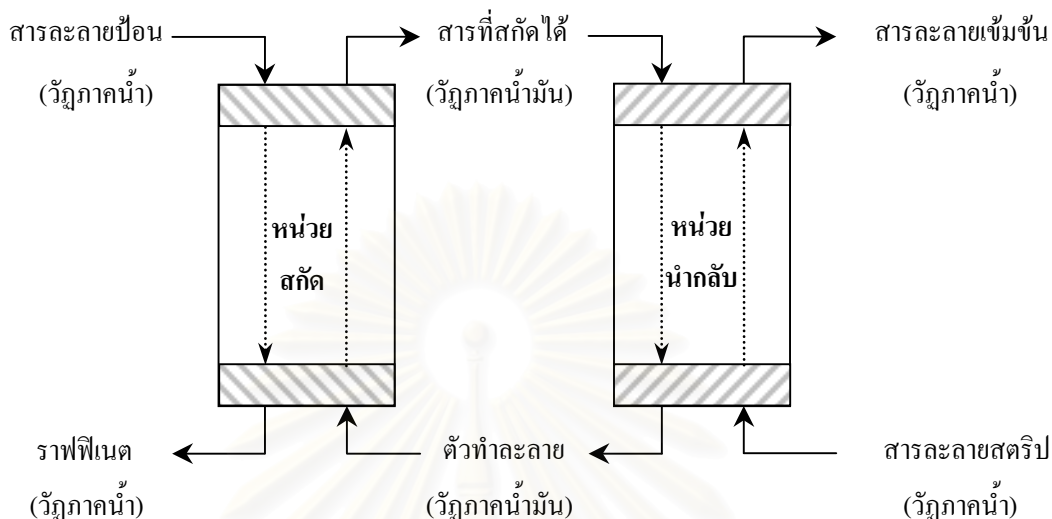 สารละลายป้อน
(วัฏภาคน้ำ)
สารที่สกัดได้
(วัฏภาคน้ำมัน)
สารละลายเข้มข้น
(วัฏภาคน้ำ)
หน่วย
สกัด
หน่วย
นำกลับ
ราฟฟิเนต
(วัฏภาคน้ำ)
ตัวทำละลาย
(วัฏภาคน้ำมัน)
สารละลายสตริป
(วัฏภาคน้ำ)